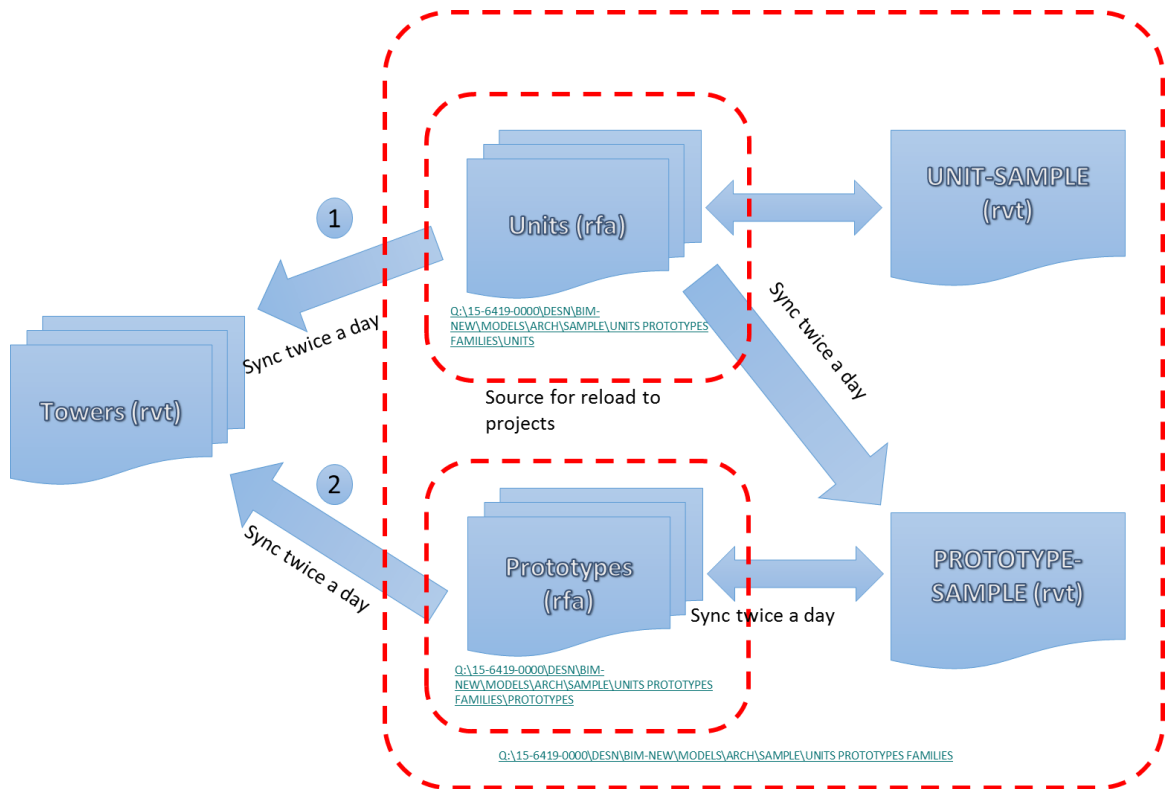 UNIT-SAMPLE
(rvt)
1
Units (rfa)
Sync twice a day
Q:\15-6419-0000\DESN\BIM-
NEW\MODELS\ARCH\SAMPLE\UNITS PROTOTYPES
FAMILIES\UNITS
Sync twice a day
Towers (rvt)
Source for reload to
projects
2
Sync twice a day
Prototypes
(rfa)
PROTOTYPE-
SAMPLE (rvt)
Sync twice a day
Q:\15-6419-0000\DESN\BIM-
NEW\MODELS\ARCH\SAMPLE\UNITS PROTOTYPES
FAMILIES\PROTOTYPES
Q:\15-6419-0000\DESN\BIM-NEW\MODELS\ARCH\SAMPLE\UNITS PROTOTYPES FAMILIES